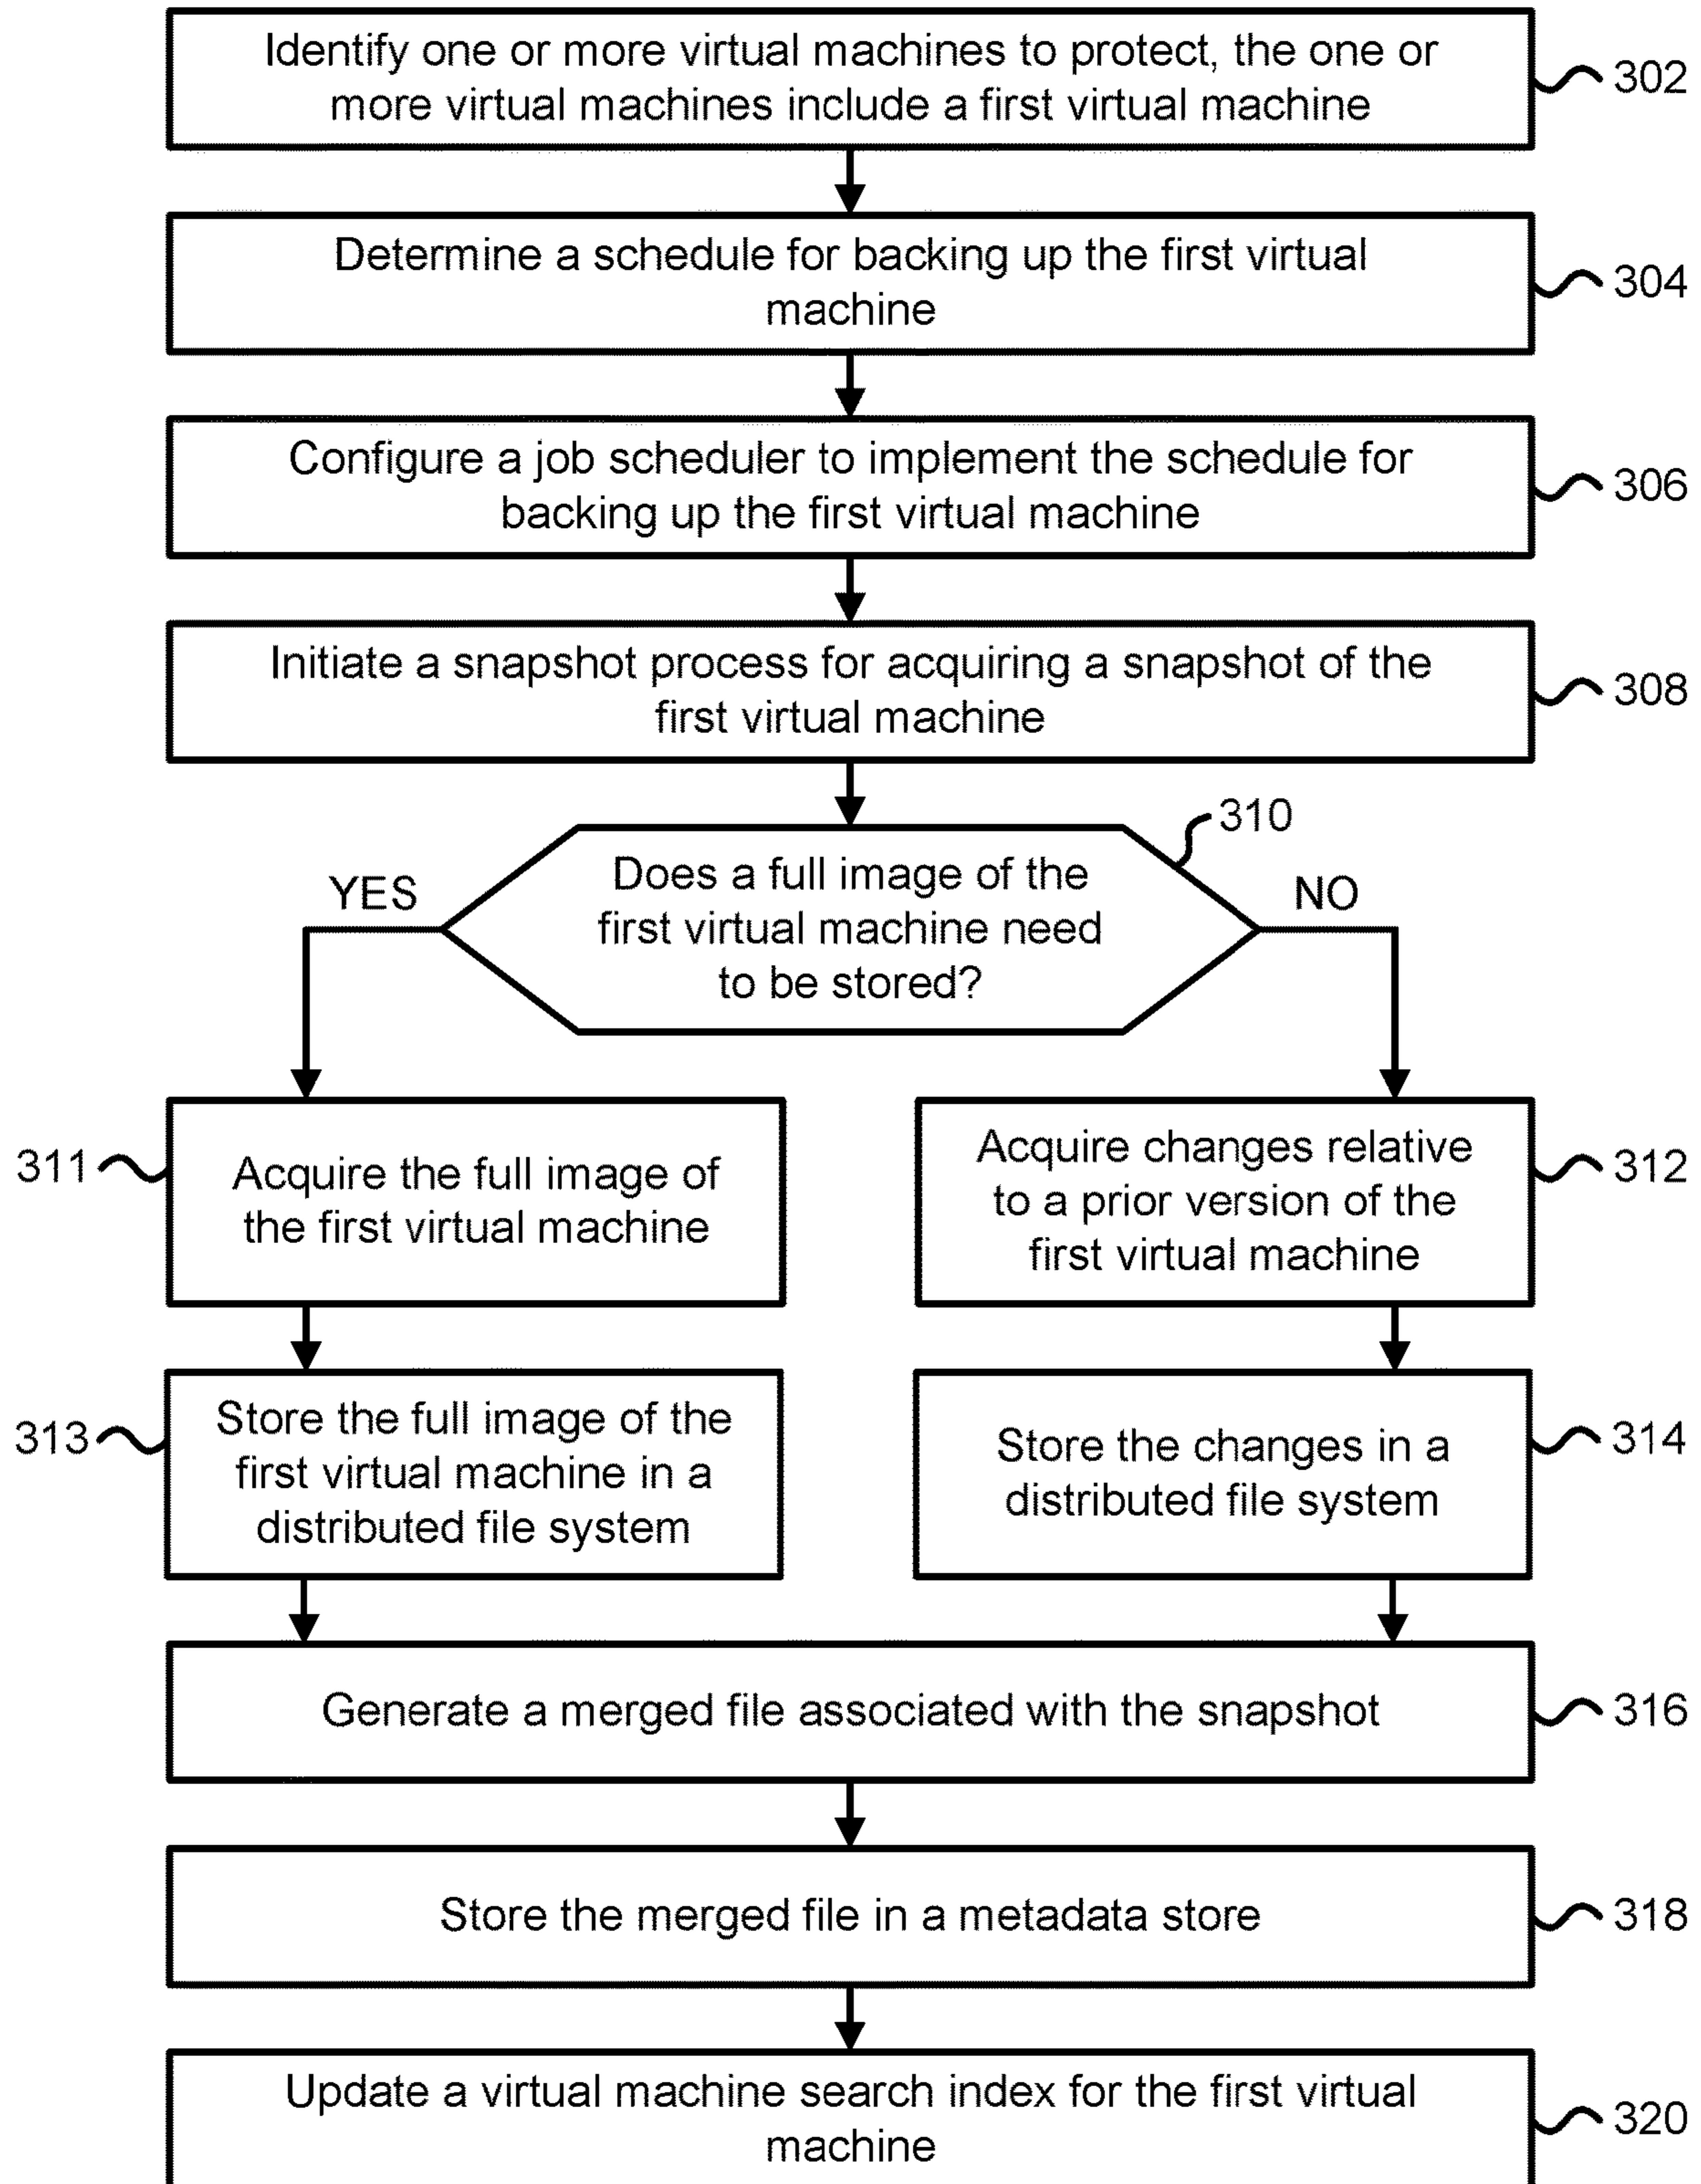 Identify one or more virtual machines to protect, the one or
more virtual machines include a first virtual machine
302
Determine a schedule for backing up the first virtual
machine
304
Configure a job scheduler to implement the schedule for
backing up the first virtual machine
306
Initiate a snapshot process for acquiring a snapshot of the
first virtual machine
308
310
Does a full image of the
first virtual machine need
to be stored?
YES
NO
311
Acquire the full image of
the first virtual machine
Acquire changes relative
to a prior version of the
first virtual machine
312
313
Store the full image of the
first virtual machine in a
distributed file system
Store the changes in a
distributed file system
314
Generate a merged file associated with the snapshot
316
Store the merged file in a metadata store
318
Update a virtual machine search index for the first virtual
machine
320